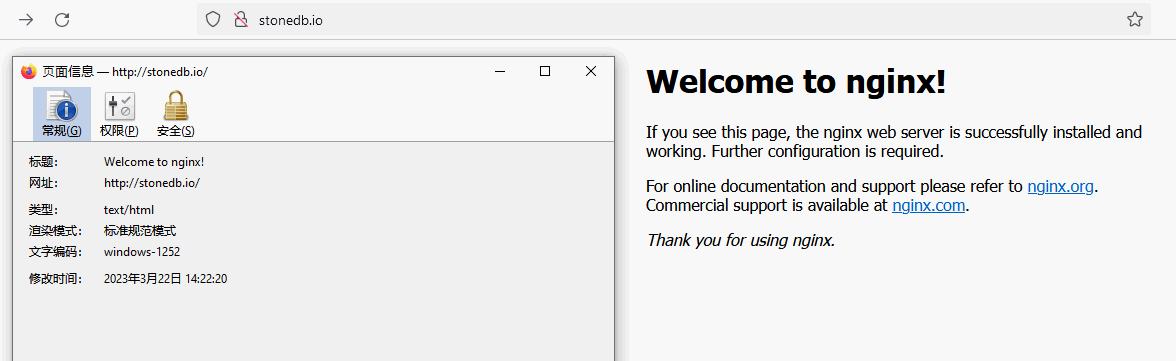 stonedb.io
页面信息 — http://stonedb.io/
常规(G) 权限(P) 安全(S)
标题: Welcome to nginx!
网址: http://stonedb.io/
类型: text/html
渲染模式: 标准规范模式
文字编码: windows-1252
修改时间: 2023年3月22日 14:22:20
Welcome to nginx!
If you see this page, the nginx web server is successfully installed and
working. Further configuration is required.
For online documentation and support please refer to nginx.org.
Commercial support is available at nginx.com.
Thank you for using nginx.